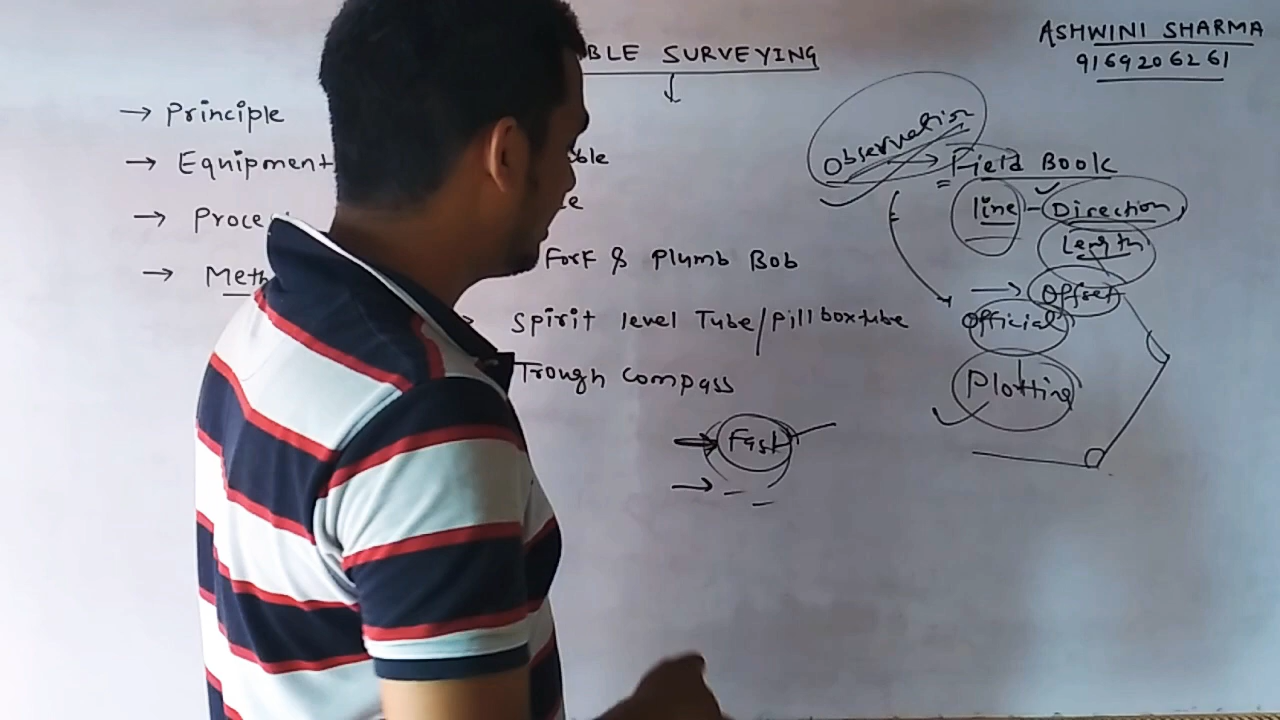 BLE SURVEYING
ASHWINI SHARMA
9169206261
→ Principle
→ Equipment
→ Proce
→ Meth
ble
Fork & Plumb Bob
Spirit level Tube/Pill box tube
Trough Compass
→ Fast
Observation → Field Book
line - Direction
Length
→ Offset
Official
Plotting